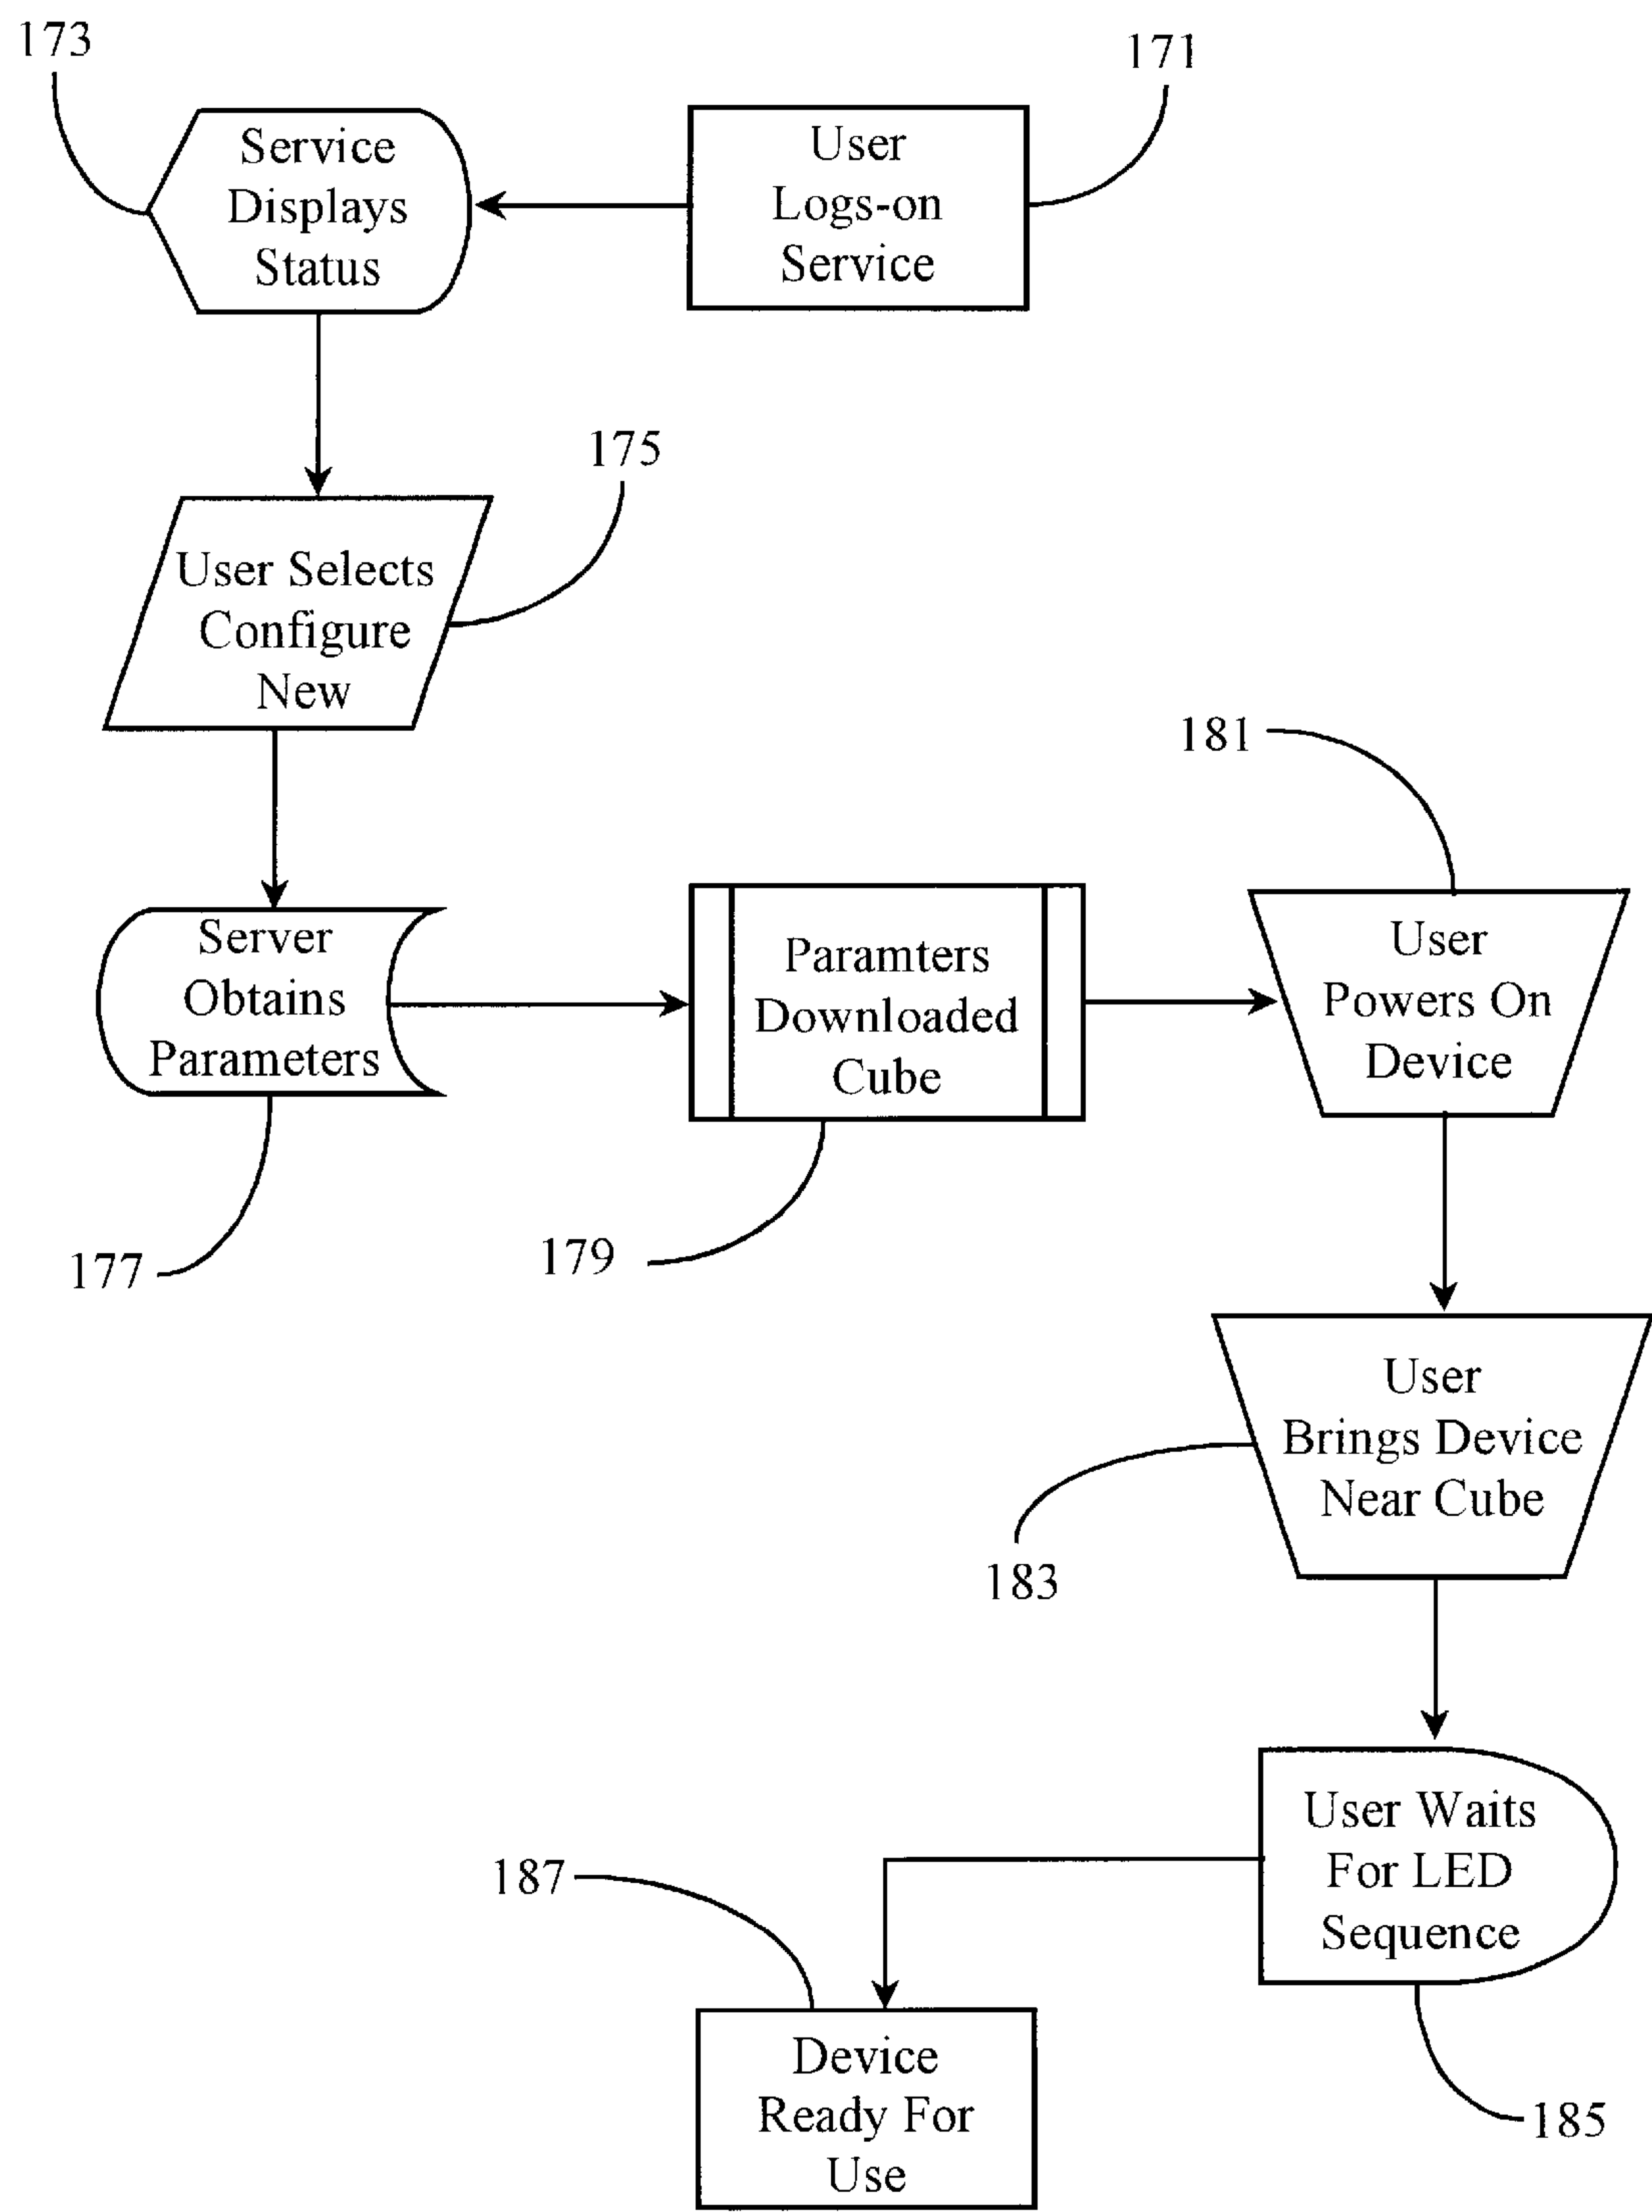 173
171
Service
Displays
Status
User
Logs-on
Service
175
User Selects
Configure
New
181
Server
Obtains
Parameters
Paramters
Downloaded
Cube
User
Powers On
Device
177
179
User
Brings Device
Near Cube
183
User Waits
For LED
Sequence
187
Device
Ready For
Use
185